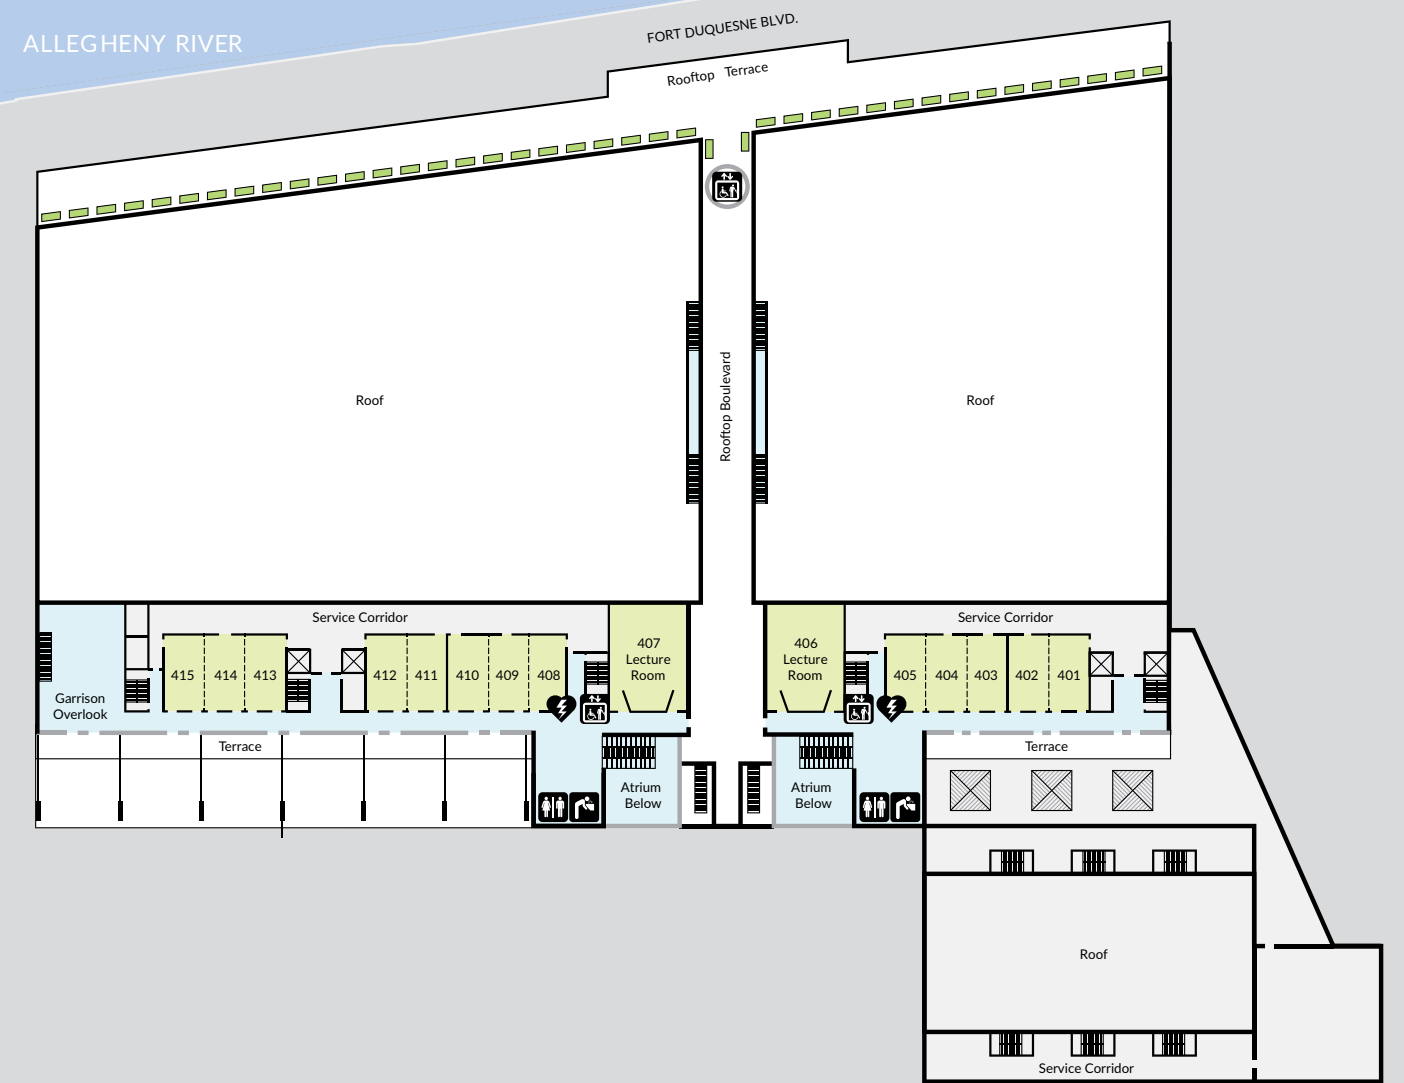 ALLEGHENY RIVER
FORT DUQUESNE BLVD.
Rooftop Terrace
Roof
Rooftop Boulevard
Roof
Service Corridor
Service Corridor
415
414
413
412
411
410
409
408
407
Lecture
Room
406
Lecture
Room
405
404
403
402
401
Garrison
Overlook
Terrace
Terrace
Atrium
Below
Atrium
Below
Roof
Service Corridor